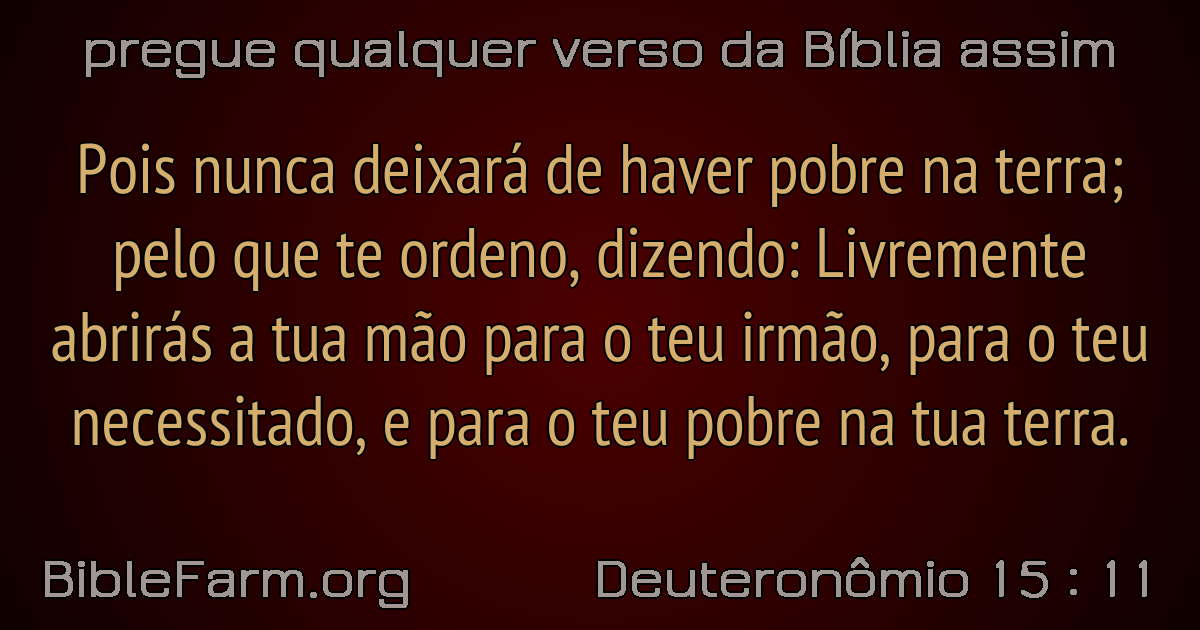 pregue qualquer verso da Bíblia assim
Pois nunca deixará de haver pobre na terra;
pelo que te ordeno, dizendo: Livremente
abrirás a tua mão para o teu irmão, para o teu
necessitado, e para o teu pobre na tua terra.
BibleFarm.org
Deuteronômio 15 : 11